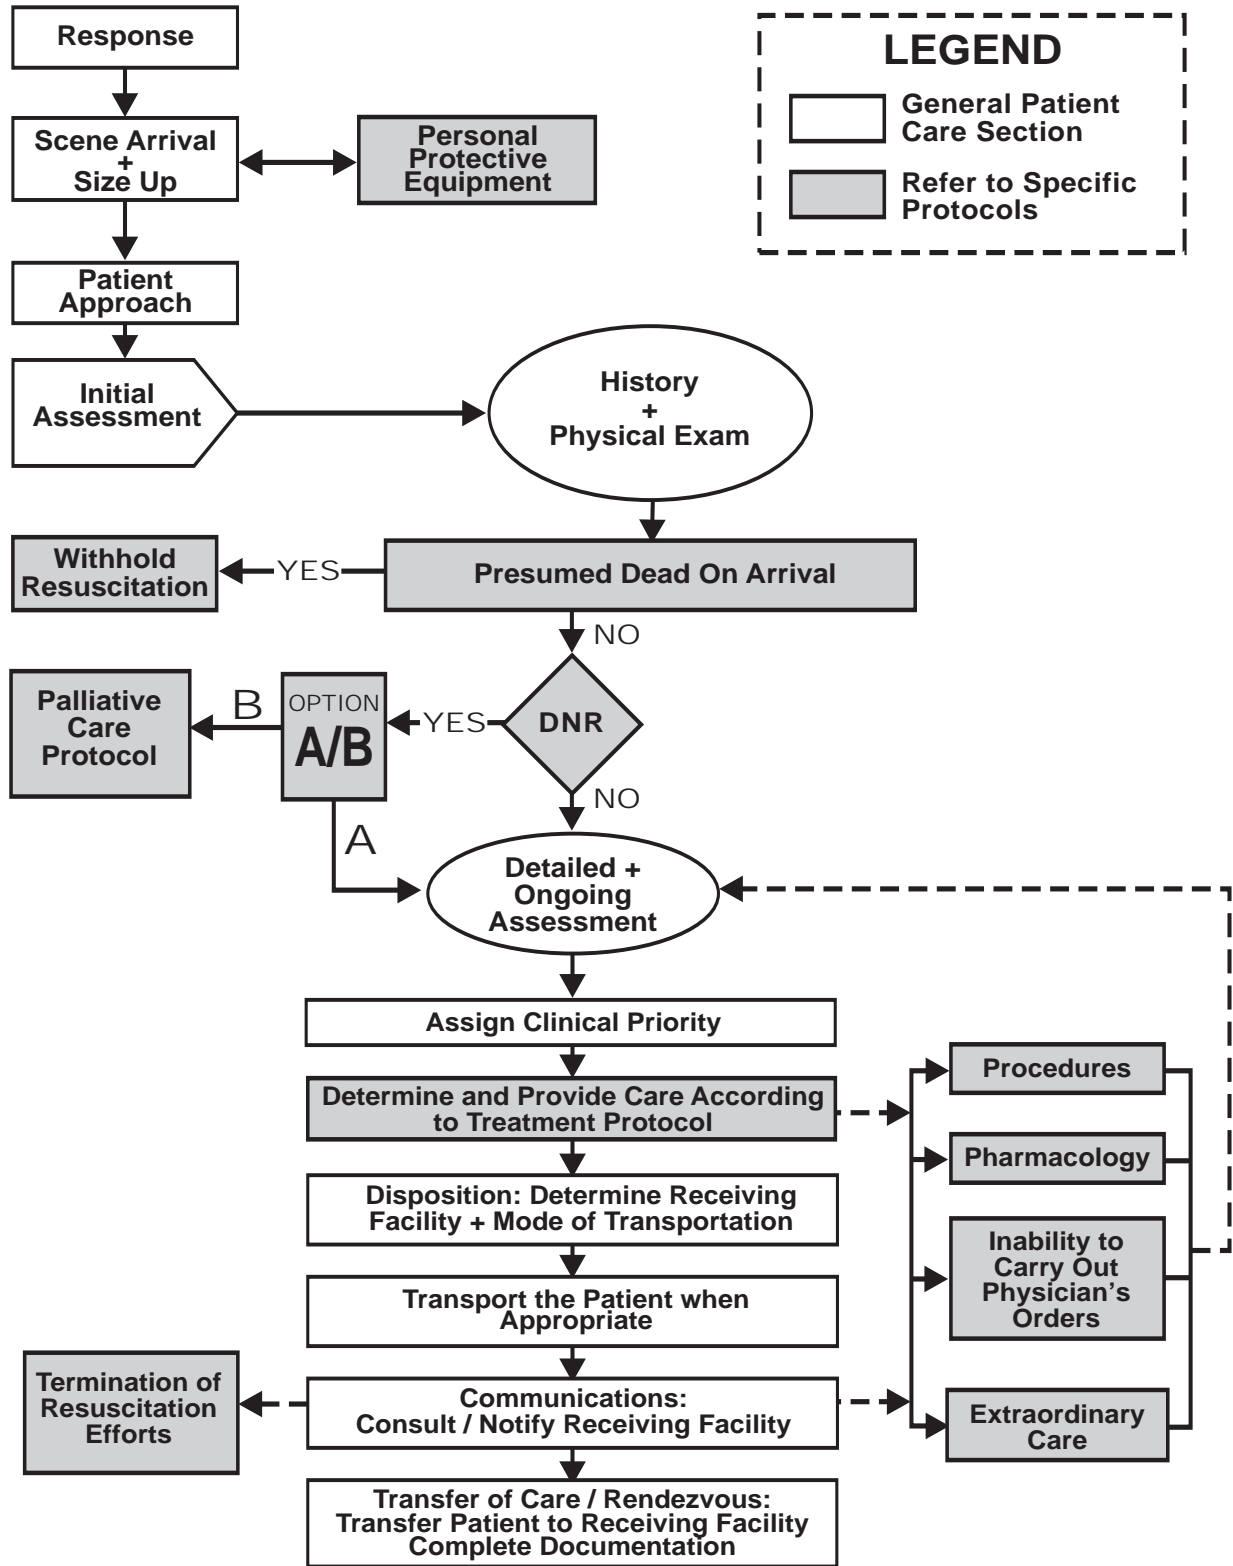 Response
LEGEND
General Patient
Care Section
Refer to Specific
Protocols
Scene Arrival
+
Size Up
Personal
Protective
Equipment
Patient
Approach
Initial
Assessment
History
+
Physical Exam
Withhold
Resuscitation
YES
Presumed Dead On Arrival
NO
Palliative
Care
Protocol
B
OPTION
A/B
YES
DNR
NO
A
Detailed +
Ongoing
Assessment
Assign Clinical Priority
Determine and Provide Care According
to Treatment Protocol
Procedures
Pharmacology
Disposition: Determine Receiving
Facility + Mode of Transportation
Inability to
Carry Out
Physician's
Orders
Transport the Patient when
Appropriate
Termination of
Resuscitation
Efforts
Communications:
Consult / Notify Receiving Facility
Extraordinary
Care
Transfer of Care / Rendezvous:
Transfer Patient to Receiving Facility
Complete Documentation